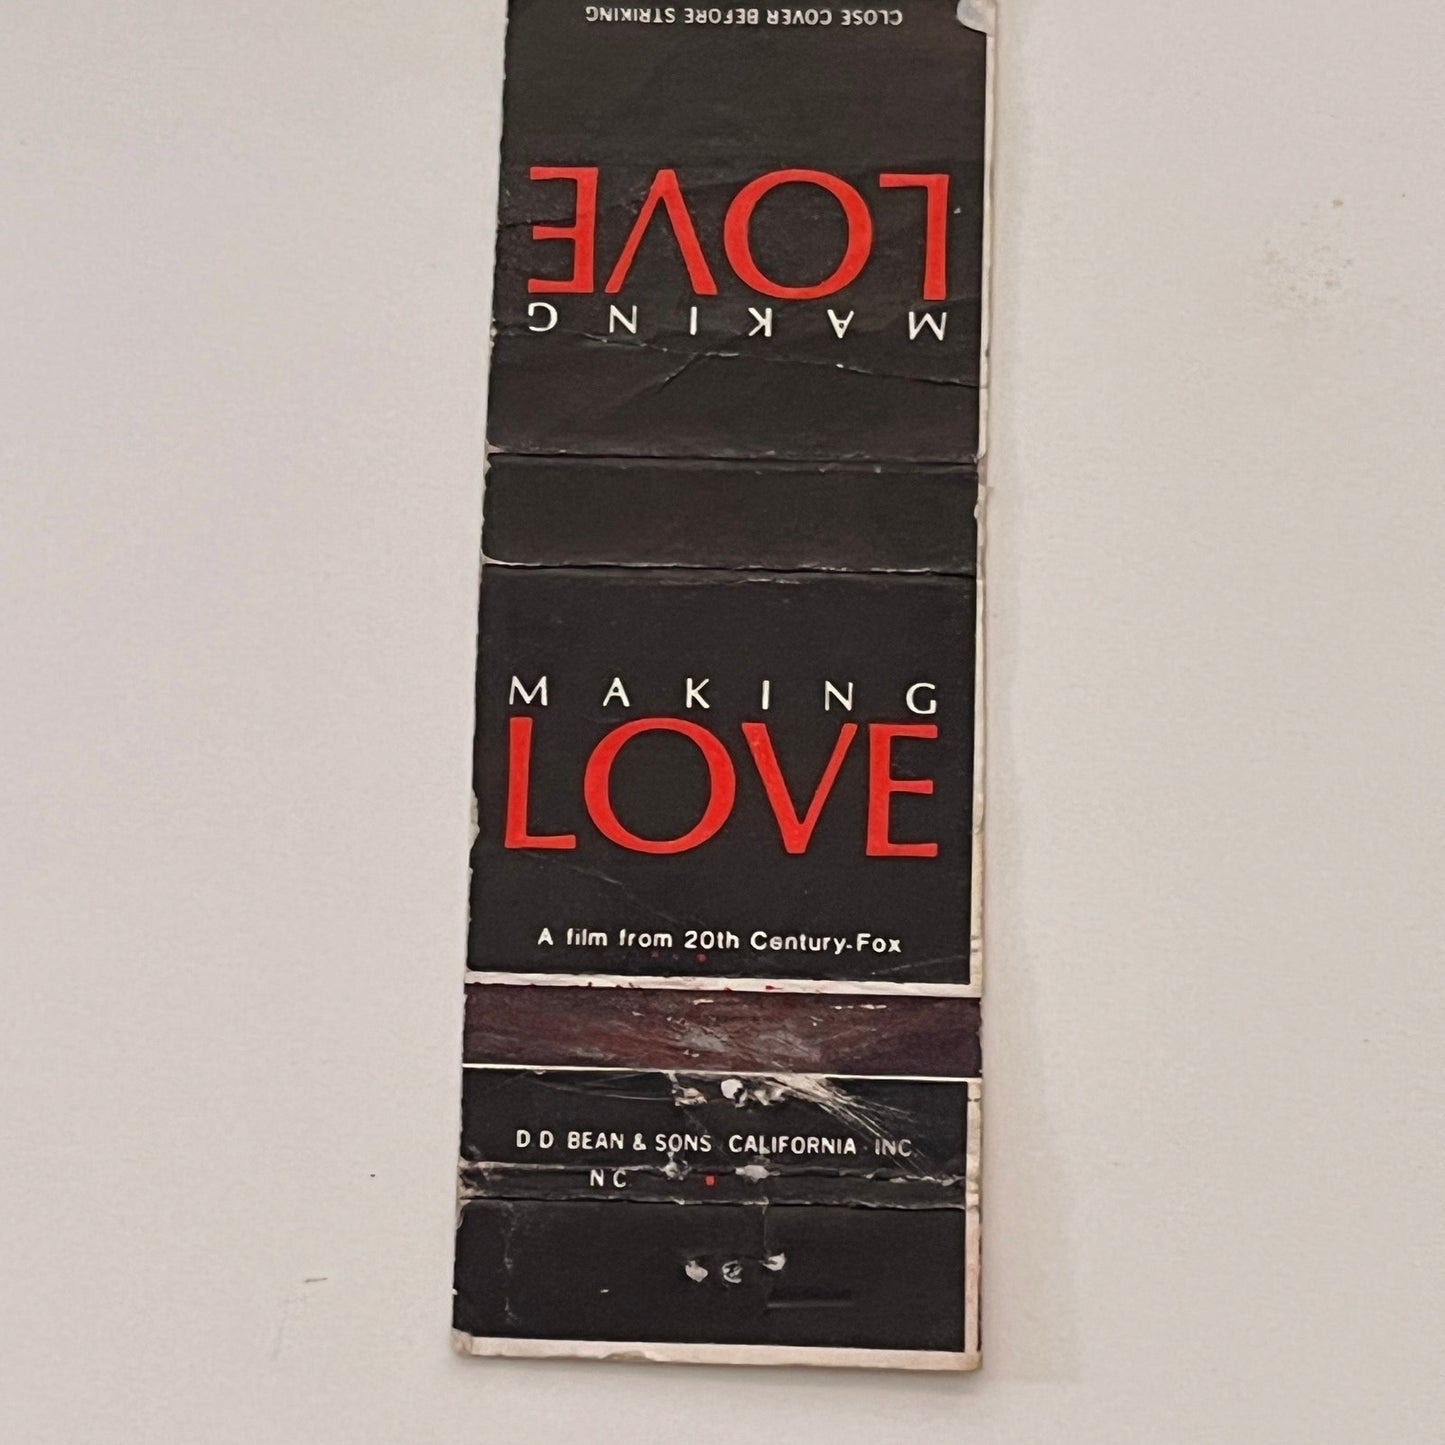 CLOSE COVER BEFORE STRIKING
MAKING
LOVE
MAKING
LOVE
A film from 20th Century-Fox
D D BEAN & SONS CALIFORNIA INC
N C